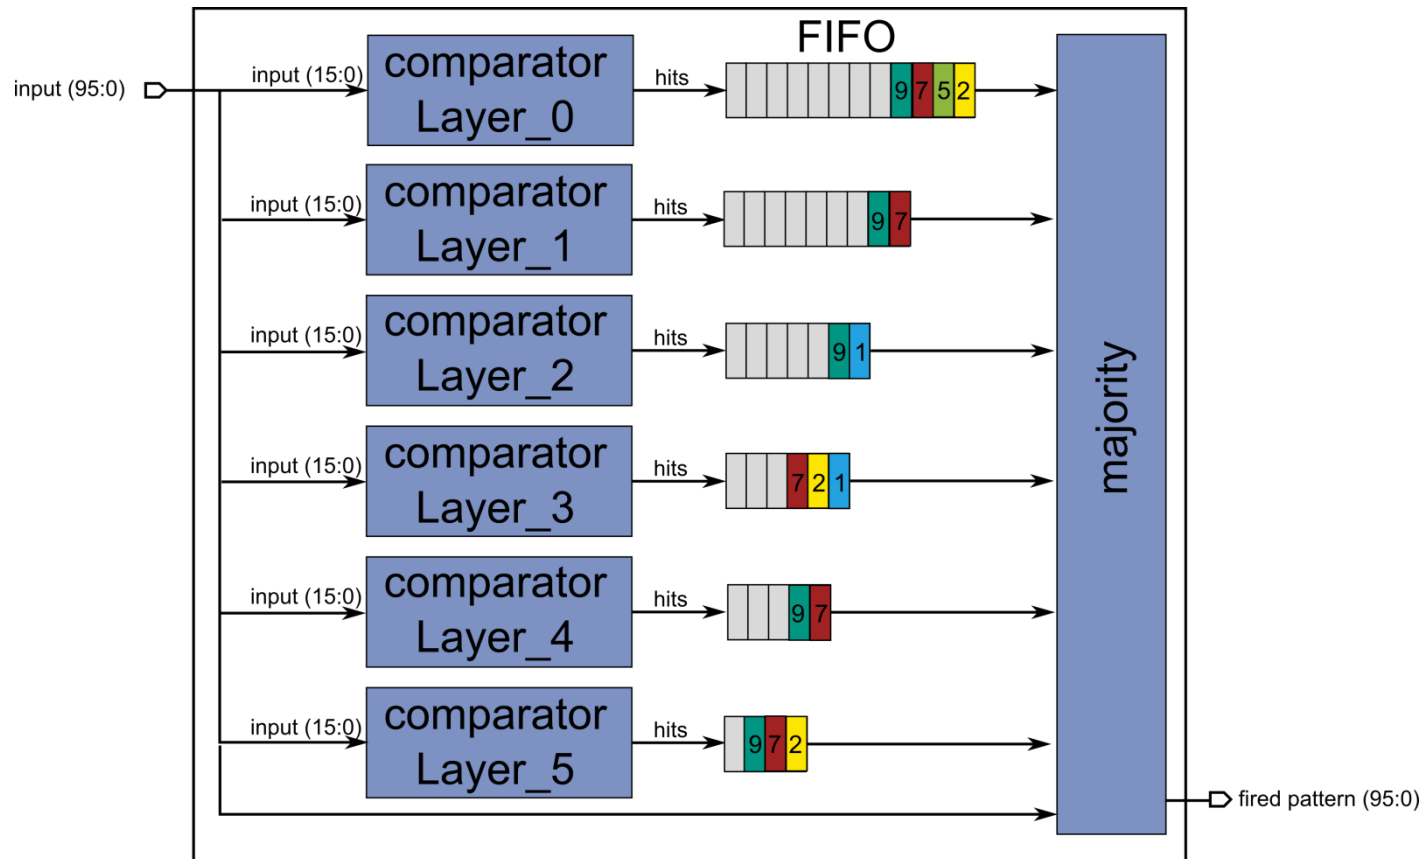 FIFO
input (95:0)
input (15:0)
comparator
Layer_0
hits
9 7 5 2
input (15:0)
comparator
Layer_1
hits
9 7
input (15:0)
comparator
Layer_2
hits
9 1
majority
input (15:0)
comparator
Layer_3
hits
7 2 1
input (15:0)
comparator
Layer_4
hits
9 7
input (15:0)
comparator
Layer_5
hits
9 7 2
fired pattern (95:0)